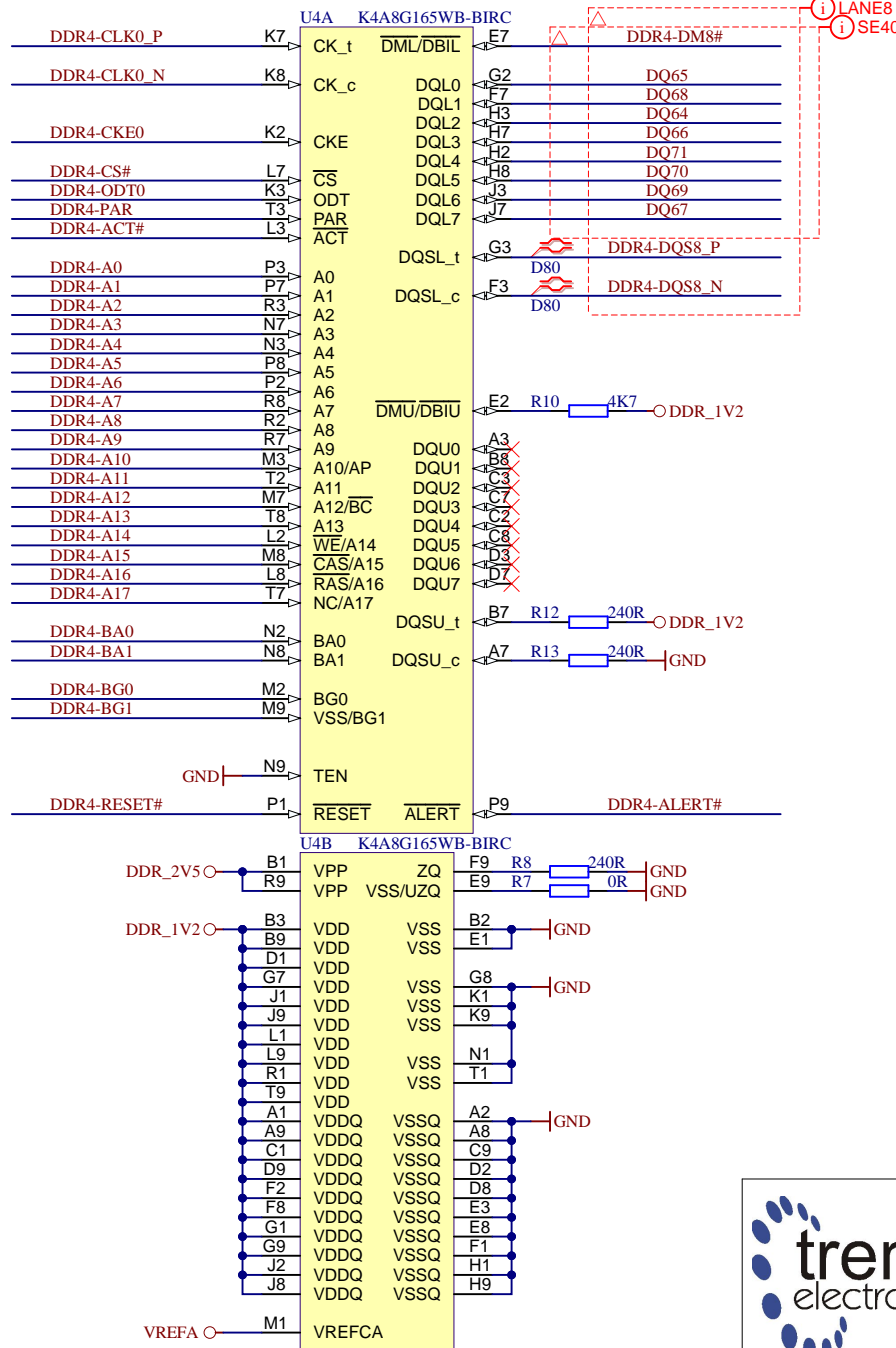 U4A K4A8G165WB-BIRC
LANE8
SE40
DDR4-CLK0_P K7 CK_t DML/DBIL E7 DDR4-DM8#
DDR4-CLK0_N K8 CK_c DQL0 G2 DQ65
DQL1 F7 DQ68
DQL2 H3 DQ64
DDR4-CKE0 K2 CKE DQL3 H7 DQ66
DQL4 H2 DQ71
DDR4-CS# L7 CS DQL5 H8 DQ70
DDR4-ODT0 K3 ODT DQL6 J3 DQ69
DDR4-PAR T3 PAR DQL7 J7 DQ67
DDR4-ACT# L3 ACT
DQSL_t G3 DDR4-DQS8_P
D80
DDR4-A0 P3 A0
DDR4-A1 P7 A1 DQSL_c F3 DDR4-DQS8_N
D80
DDR4-A2 R3 A2
DDR4-A3 N7 A3
DDR4-A4 N3 A4
DDR4-A5 P8 A5
DDR4-A6 P2 A6
DDR4-A7 R8 A7 DMU/DBIU E2 R10 4K7 DDR_1V2
DDR4-A8 R2 A8
DDR4-A9 R7 A9 DQU0 A3
DDR4-A10 M3 A10/AP DQU1 B8
DDR4-A11 T2 A11 DQU2 C3
DDR4-A12 M7 A12/BC DQU3 C7
DDR4-A13 T8 A13 DQU4 C2
DDR4-A14 L2 WE/A14 DQU5 C8
DDR4-A15 M8 CAS/A15 DQU6 D3
DDR4-A16 L8 RAS/A16 DQU7 D7
DDR4-A17 T7 NC/A17
DQSU_t B7 R12 240R DDR_1V2
DDR4-BA0 N2 BA0
DDR4-BA1 N8 BA1 DQSU_c A7 R13 240R GND
DDR4-BG0 M2 BG0
DDR4-BG1 M9 VSS/BG1
GND N9 TEN
DDR4-RESET# P1 RESET ALERT P9 DDR4-ALERT#
U4B K4A8G165WB-BIRC
DDR_2V5 B1 VPP ZQ F9 R8 240R GND
R9 VPP VSS/UZQ E9 R7 0R GND
DDR_1V2 B3 VDD VSS B2 GND
B9 VDD VSS E1
D1 VDD
G7 VDD VSS G8 GND
J1 VDD VSS K1
J9 VDD VSS K9
L1 VDD
L9 VDD VSS N1
R1 VDD VSS T1
T9 VDD
A1 VDDQ VSSQ A2 GND
A9 VDDQ VSSQ A8
C1 VDDQ VSSQ C9
D9 VDDQ VSSQ D2
F2 VDDQ VSSQ D8
F8 VDDQ VSSQ E3
G1 VDDQ VSSQ E8
G9 VDDQ VSSQ F1
J2 VDDQ VSSQ H1
J8 VDDQ VSSQ H9
VREFA M1 VREFCA